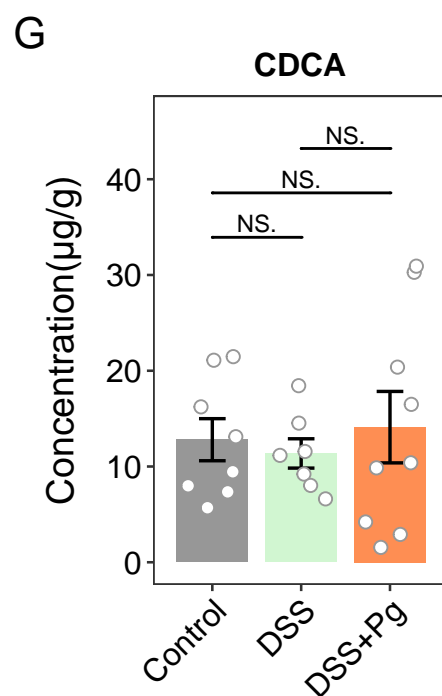 G
CDCA
Concentration(µg/g)
40
30
20
10
0
NS.
NS.
NS.
Control
DSS
DSS+Pg